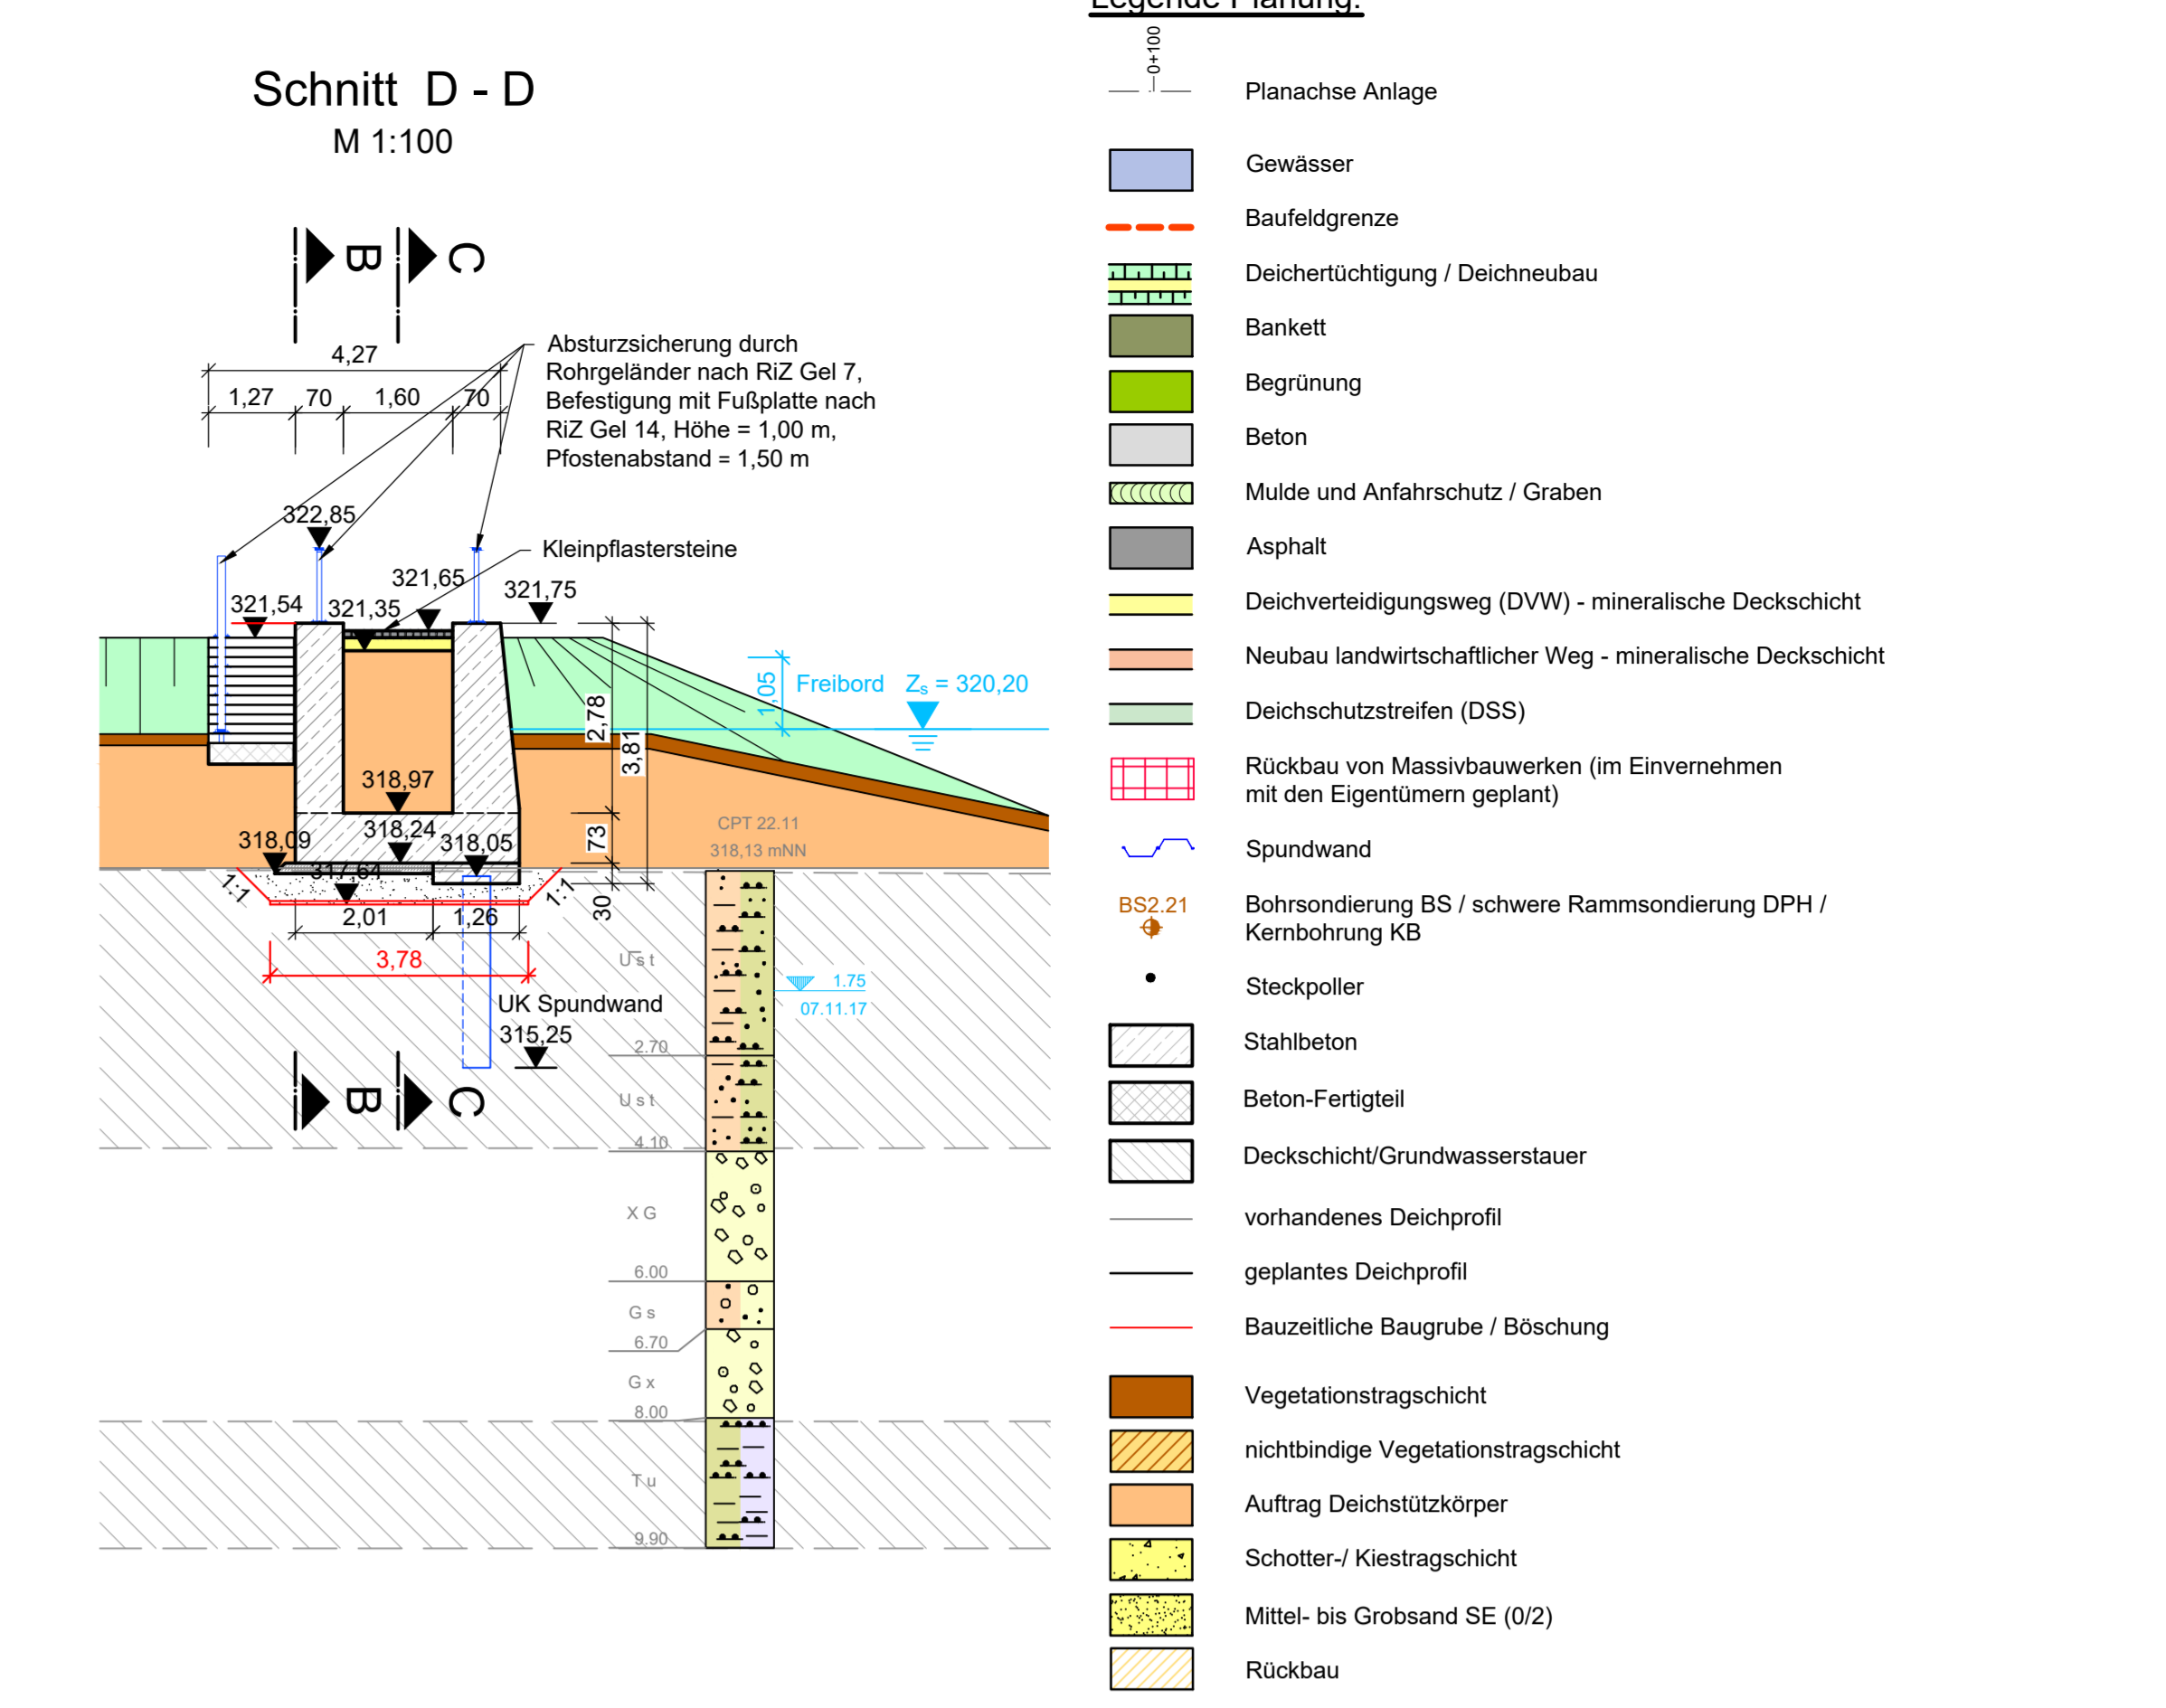 Legende Planung:
Schnitt D - D
M 1:100
B
C
4,27
1,27
70
1,60
70
Absturzsicherung durch
Rohrgeländer nach RiZ Gel 7,
Befestigung mit Fußplatte nach
RiZ Gel 14, Höhe = 1,00 m,
Pfostenabstand = 1,50 m
322,85
Kleinpflastersteine
321,65
321,75
321,54
321,35
1,05
Freibord
Zs = 320,20
2,78
3,81
318,97
73
318,24
318,09
318,05
CPT 22.11
318,13 mNN
317,64
1:1
1:1
30
2,01
1,26
3,78
U s̅ t
1.75
07.11.17
UK Spundwand
315,25
2.70
B
C
U s t
4.10
X G
6.00
G s
6.70
G x
8.00
T u
9.90
0+100
Planachse Anlage
Gewässer
Baufeldgrenze
Deichertüchtigung / Deichneubau
Bankett
Begrünung
Beton
Mulde und Anfahrschutz / Graben
Asphalt
Deichverteidigungsweg (DVW) - mineralische Deckschicht
Neubau landwirtschaftlicher Weg - mineralische Deckschicht
Deichschutzstreifen (DSS)
Rückbau von Massivbauwerken (im Einvernehmen
mit den Eigentümern geplant)
Spundwand
BS2.21
Bohrsondierung BS / schwere Rammsondierung DPH /
Kernbohrung KB
Steckpoller
Stahlbeton
Beton-Fertigteil
Deckschicht/Grundwasserstauer
vorhandenes Deichprofil
geplantes Deichprofil
Bauzeitliche Baugrube / Böschung
Vegetationstragschicht
nichtbindige Vegetationstragschicht
Auftrag Deichstützkörper
Schotter-/ Kiestragschicht
Mittel- bis Grobsand SE (0/2)
Rückbau